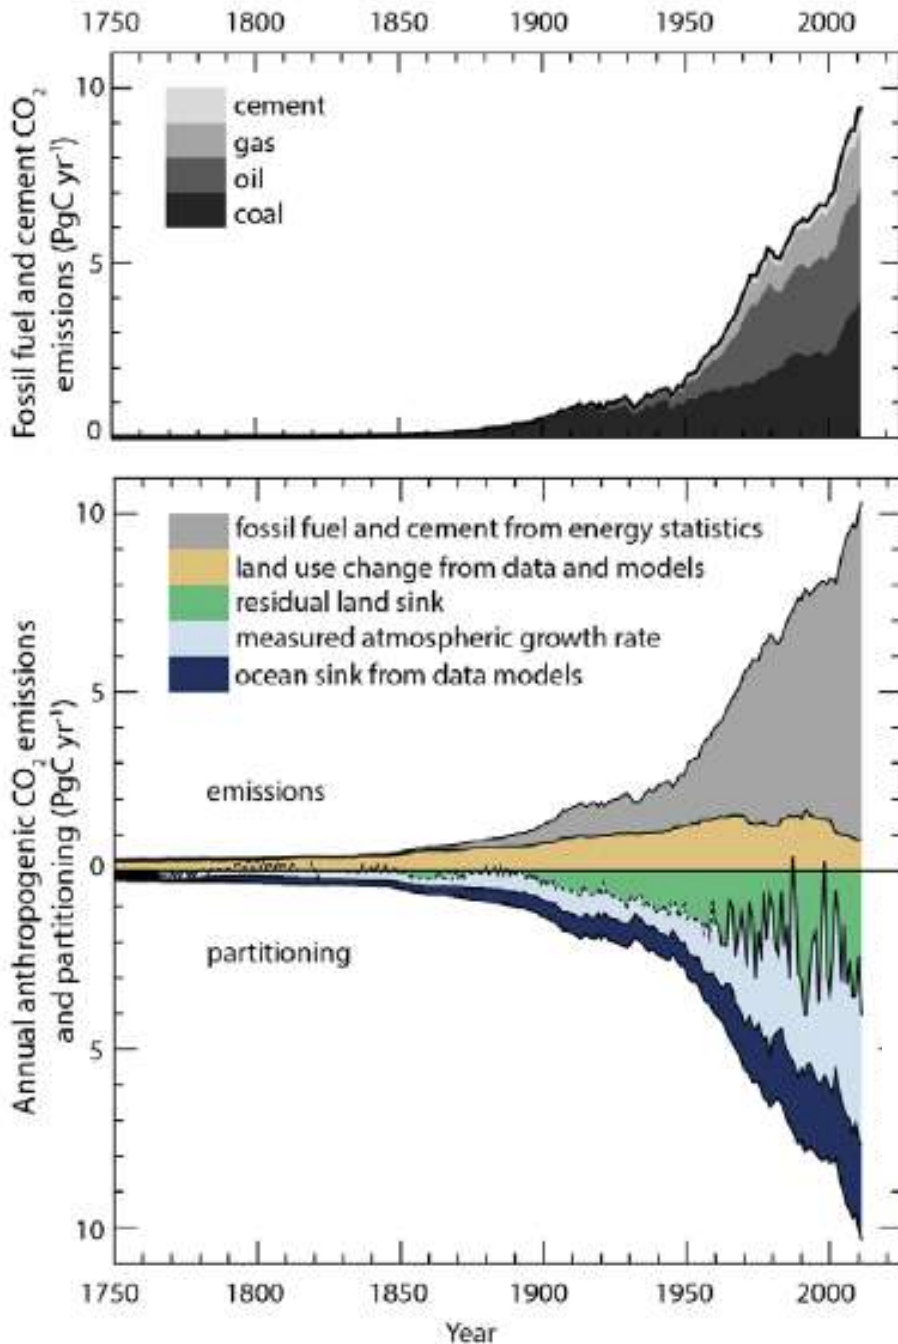 1750 1800 1850 1900 1950 2000
Fossil fuel and cement CO₂
emissions (PgC yr⁻¹)
10
5
0
cement
gas
oil
coal
Annual anthropogenic CO₂ emissions
and partitioning (PgC yr⁻¹)
10
5
0
5
10
fossil fuel and cement from energy statistics
land use change from data and models
residual land sink
measured atmospheric growth rate
ocean sink from data models
emissions
partitioning
1750 1800 1850 1900 1950 2000
Year